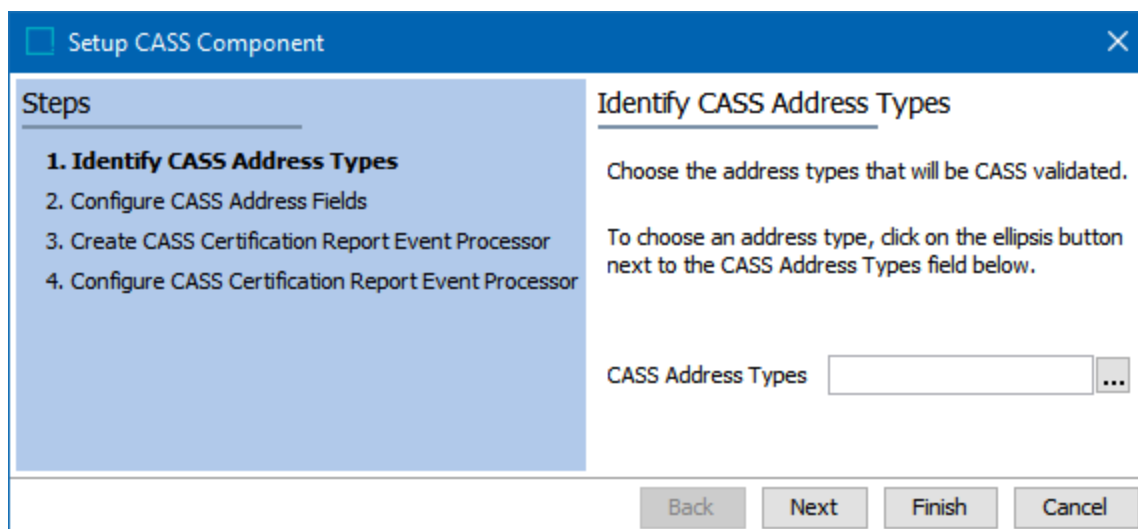 Setup CASS Component
Steps
1. Identify CASS Address Types
2. Configure CASS Address Fields
3. Create CASS Certification Report Event Processor
4. Configure CASS Certification Report Event Processor
Identify CASS Address Types
Choose the address types that will be CASS validated.
To choose an address type, click on the ellipsis button
next to the CASS Address Types field below.
CASS Address Types
...
Back Next Finish Cancel